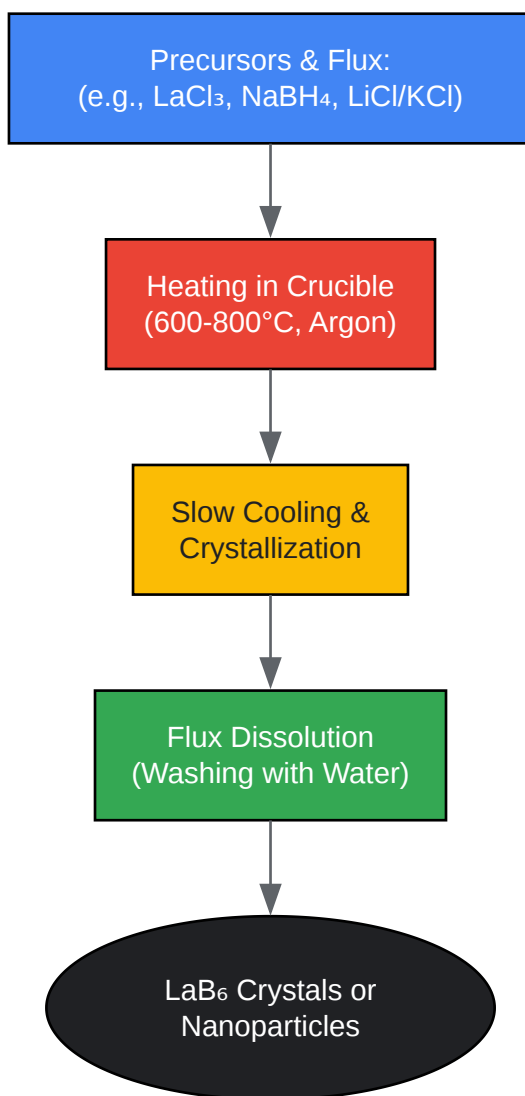 Precursors & Flux:
(e.g., LaCl₃, NaBH₄, LiCl/KCl)
Heating in Crucible
(600-800°C, Argon)
Slow Cooling &
Crystallization
Flux Dissolution
(Washing with Water)
LaB₆ Crystals or
Nanoparticles